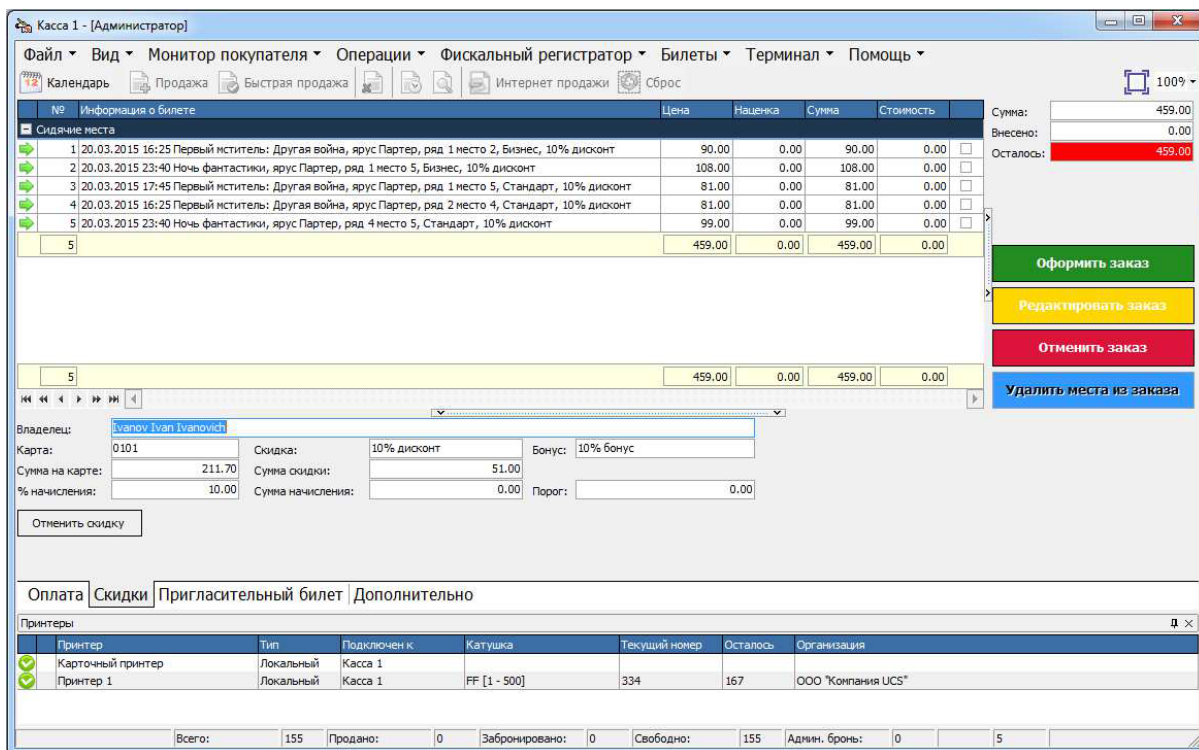 Касса 1 - [Администратор]
Файл Вид Монитор покупателя Операции Фискальный регистратор Билеты Терминал Помощь
12 Календарь Продажа Быстрая продажа Интернет продажи Сброс 100%
№ Информация о билете Цена Наценка Сумма Стоимость
Сумма: 459.00
Сидячие места
Внесено: 0.00
1 20.03.2015 16:25 Первый мститель: Другая война, ярус Партер, ряд 1 место 2, Бизнес, 10% дисконт 90.00 0.00 90.00 0.00
Осталось: 459.00
2 20.03.2015 23:40 Ночь фантастики, ярус Партер, ряд 1 место 5, Бизнес, 10% дисконт 108.00 0.00 108.00 0.00
3 20.03.2015 17:45 Первый мститель: Другая война, ярус Партер, ряд 1 место 5, Стандарт, 10% дисконт 81.00 0.00 81.00 0.00
4 20.03.2015 16:25 Первый мститель: Другая война, ярус Партер, ряд 2 место 4, Стандарт, 10% дисконт 81.00 0.00 81.00 0.00
5 20.03.2015 23:40 Ночь фантастики, ярус Партер, ряд 4 место 5, Стандарт, 10% дисконт 99.00 0.00 99.00 0.00
5 459.00 0.00 459.00 0.00
Оформить заказ
Редактировать заказ
Отменить заказ
5 459.00 0.00 459.00 0.00
Удалить места из заказа
Владелец: Ivanov Ivan Ivanovich
Карта: 0101 Скидка: 10% дисконт Бонус: 10% бонус
Сумма на карте: 211.70 Сумма скидки: 51.00
% начисления: 10.00 Сумма начисления: 0.00 Порог: 0.00
Отменить скидку
Оплата Скидки Пригласительный билет Дополнительно
Принтеры
Принтер Тип Подключен к Катушка Текущий номер Осталось Организация
Карточный принтер Локальный Касса 1
Принтер 1 Локальный Касса 1 FF [1 - 500] 334 167 ООО "Компания UCS"
Всего: 155 Продано: 0 Забронировано: 0 Свободно: 155 Админ. бронь: 0 5